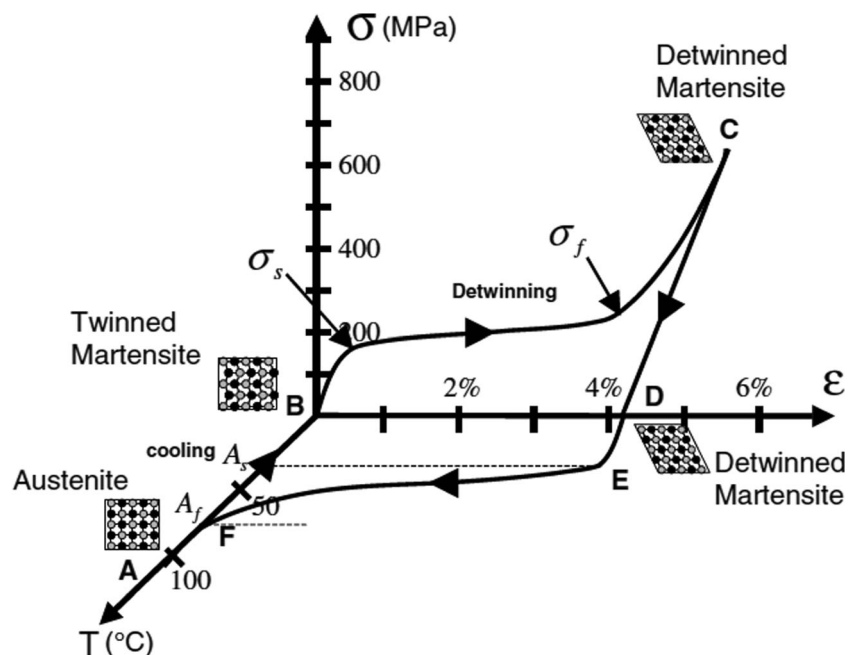 σ (MPa)
800
600
400
200
Detwinned
Martensite
C
σs
σf
Detwinning
Twinned
Martensite
B
2%
4%
6%
ε
D
cooling
As
Austenite
Af
50
E
Detwinned
Martensite
F
A
100
T (°C)